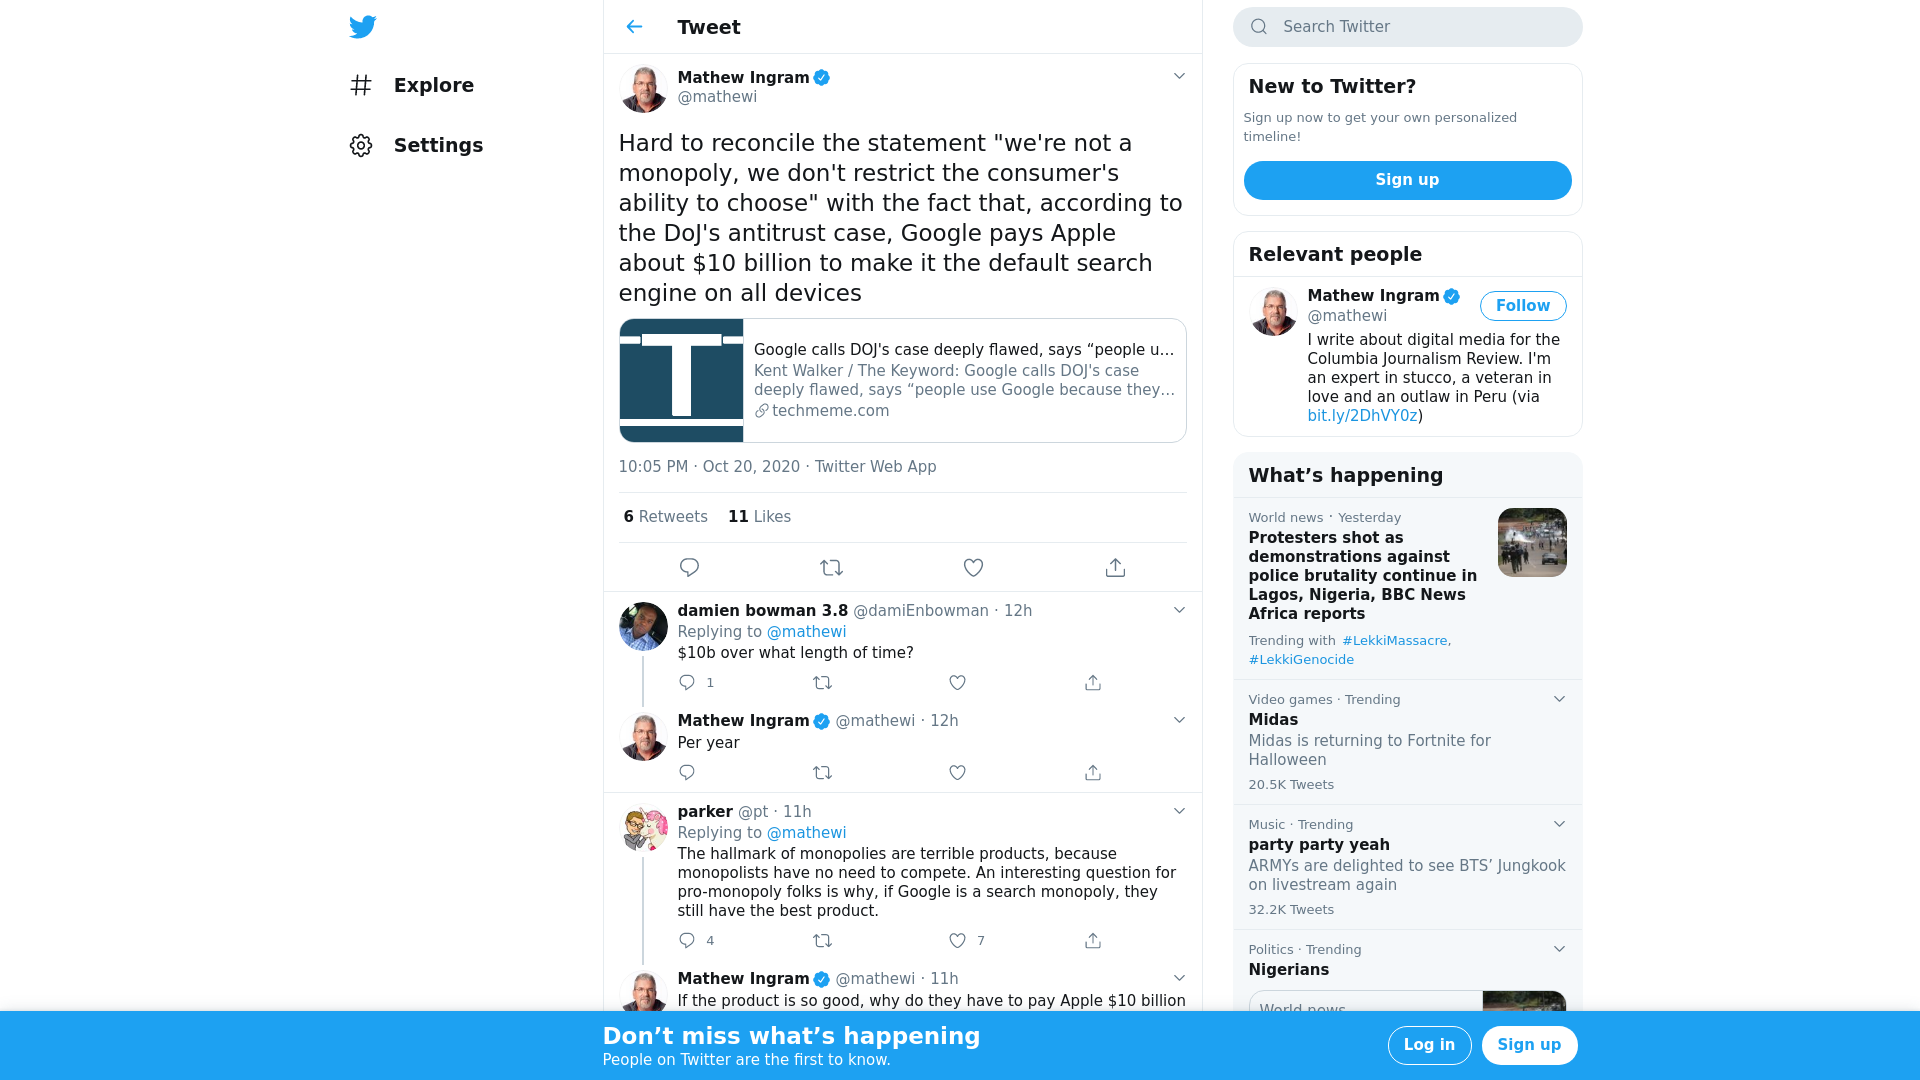 Explore
Settings
Tweet
Mathew Ingram
@mathewi
Hard to reconcile the statement "we're not a
monopoly, we don't restrict the consumer's
ability to choose" with the fact that, according to
the DoJ's antitrust case, Google pays Apple
about $10 billion to make it the default search
engine on all devices
T
Google calls DOJ's case deeply flawed, says “people u…
Kent Walker / The Keyword: Google calls DOJ's case
deeply flawed, says “people use Google because they…
techmeme.com
10:05 PM · Oct 20, 2020 · Twitter Web App
6 Retweets 11 Likes
damien bowman 3.8 @damiEnbowman · 12h
Replying to @mathewi
$10b over what length of time?
1
Mathew Ingram @mathewi · 12h
Per year
parker @pt · 11h
Replying to @mathewi
The hallmark of monopolies are terrible products, because
monopolists have no need to compete. An interesting question for
pro-monopoly folks is why, if Google is a search monopoly, they
still have the best product.
4 7
Mathew Ingram @mathewi · 11h
If the product is so good, why do they have to pay Apple $10 billion
Search Twitter
New to Twitter?
Sign up now to get your own personalized
timeline!
Sign up
Relevant people
Mathew Ingram
@mathewi
Follow
I write about digital media for the
Columbia Journalism Review. I'm
an expert in stucco, a veteran in
love and an outlaw in Peru (via
bit.ly/2DhVY0z)
What’s happening
World news · Yesterday
Protesters shot as
demonstrations against
police brutality continue in
Lagos, Nigeria, BBC News
Africa reports
Trending with #LekkiMassacre,
#LekkiGenocide
Video games · Trending
Midas
Midas is returning to Fortnite for
Halloween
20.5K Tweets
Music · Trending
party party yeah
ARMYs are delighted to see BTS’ Jungkook
on livestream again
32.2K Tweets
Politics · Trending
Nigerians
World news
Don’t miss what’s happening
People on Twitter are the first to know.
Log in
Sign up